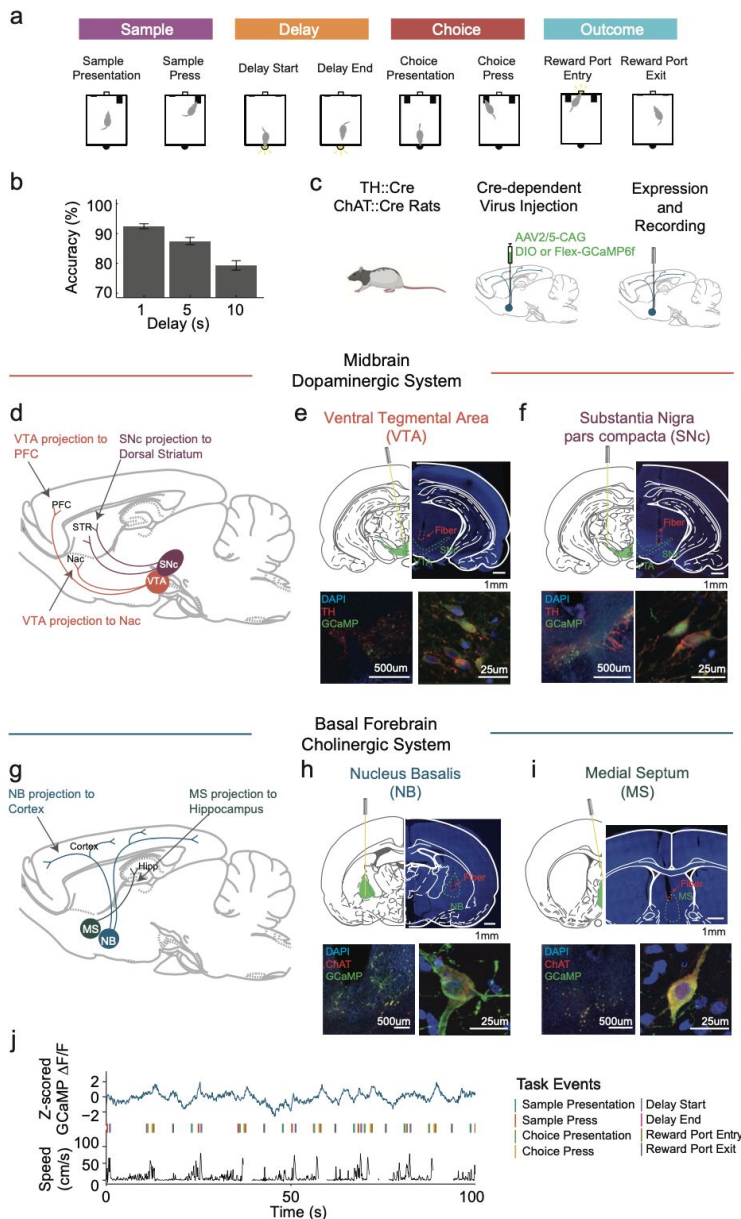 a
Sample
Delay
Choice
Outcome
Sample
Presentation
Sample
Press
Delay Start
Delay End
Choice
Presentation
Choice
Press
Reward Port
Entry
Reward Port
Exit
b
Accuracy (%)
100
90
80
70
1
5
10
Delay (s)
c
TH::Cre
ChAT::Cre Rats
Cre-dependent
Virus Injection
AAV2/5-CAG
DIO or Flex-GCaMP6f
Expression
and
Recording
Midbrain
Dopaminergic System
d
VTA projection to
PFC
SNc projection to
Dorsal Striatum
PFC
STR
Nac
SNc
VTA
VTA projection to Nac
e
Ventral Tegmental Area
(VTA)
Fiber
SNc
VTA
1mm
DAPI
TH
GCaMP
500um
25um
f
Substantia Nigra
pars compacta (SNc)
Fiber
SNc
VTA
1mm
DAPI
TH
GCaMP
500um
25um
Basal Forebrain
Cholinergic System
g
NB projection to
Cortex
MS projection to
Hippocampus
Cortex
Hipp
MS
NB
h
Nucleus Basalis
(NB)
Fiber
NB
1mm
DAPI
ChAT
GCaMP
500um
25um
i
Medial Septum
(MS)
Fiber
MS
1mm
DAPI
ChAT
GCaMP
500um
25um
j
Z-scored
GCaMP ΔF/F
2
0
−2
Speed
(cm/s)
100
50
0
0
50
100
Time (s)
Task Events
Sample Presentation
Sample Press
Choice Presentation
Choice Press
Delay Start
Delay End
Reward Port Entry
Reward Port Exit